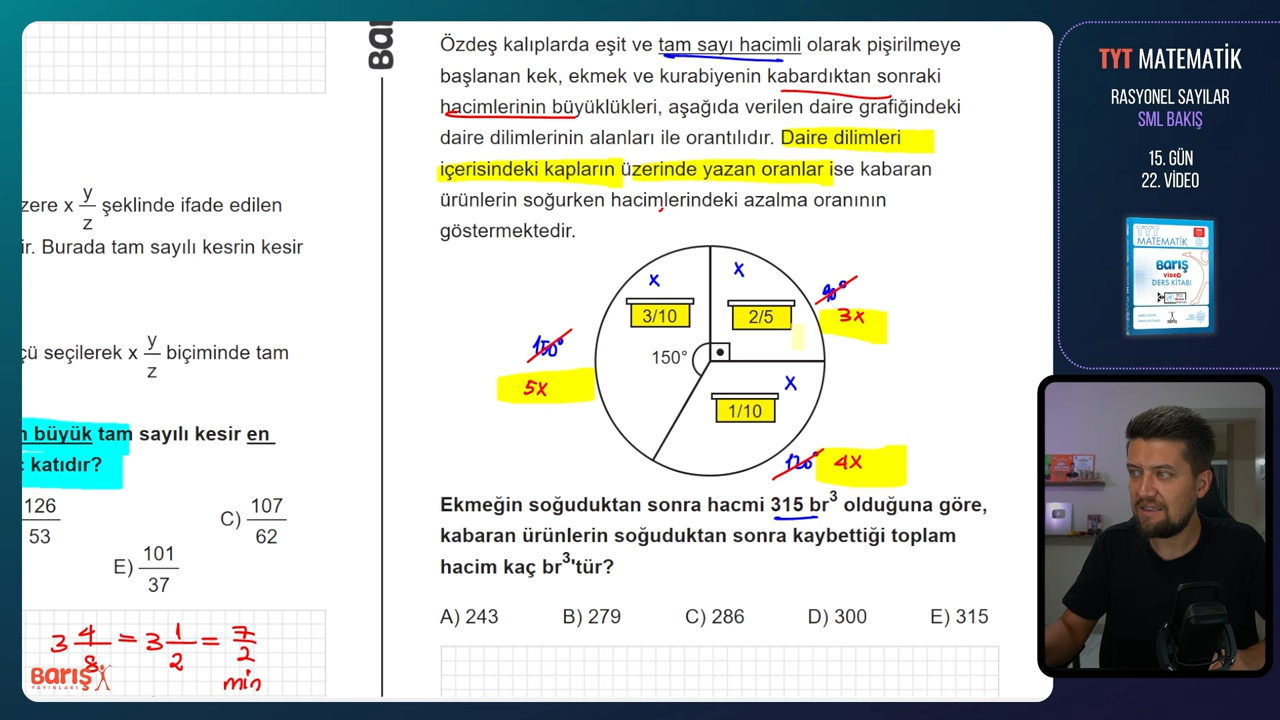 Özdeş kalıplarda eşit ve tam sayı hacimli olarak pişirilmeye
başlanan kek, ekmek ve kurabiyenin kabardıktan sonraki
hacimlerinin büyüklükleri, aşağıda verilen daire grafiğindeki
daire dilimlerinin alanları ile orantılıdır. Daire dilimleri
içerisindeki kapların üzerinde yazan oranlar ise kabaran
ürünlerin soğurken hacimlerindeki azalma oranının
göstermektedir.
x
x
3/10
2/5
90°
3x
150°
150°
5x
x
1/10
120°
4x
Ekmeğin soğuduktan sonra hacmi 315 br³ olduğuna göre,
kabaran ürünlerin soğuduktan sonra kaybettiği toplam
hacim kaç br³'tür?
A) 243 B) 279 C) 286 D) 300 E) 315
zere x y/z şeklinde ifade edilen
ir. Burada tam sayılı kesrin kesir
çü seçilerek x y/z biçiminde tam
n büyük tam sayılı kesir en
katıdır?
126/53
C) 107/62
E) 101/37
3 4/8 = 3 1/2 = 7/2
min
BARIŞ
YAYINLARI
Bar
TYT MATEMATİK
RASYONEL SAYILAR
SML BAKIŞ
15. GÜN
22. VİDEO
TYT
MATEMATİK
BARIŞ
VİDEO
DERS KİTABI